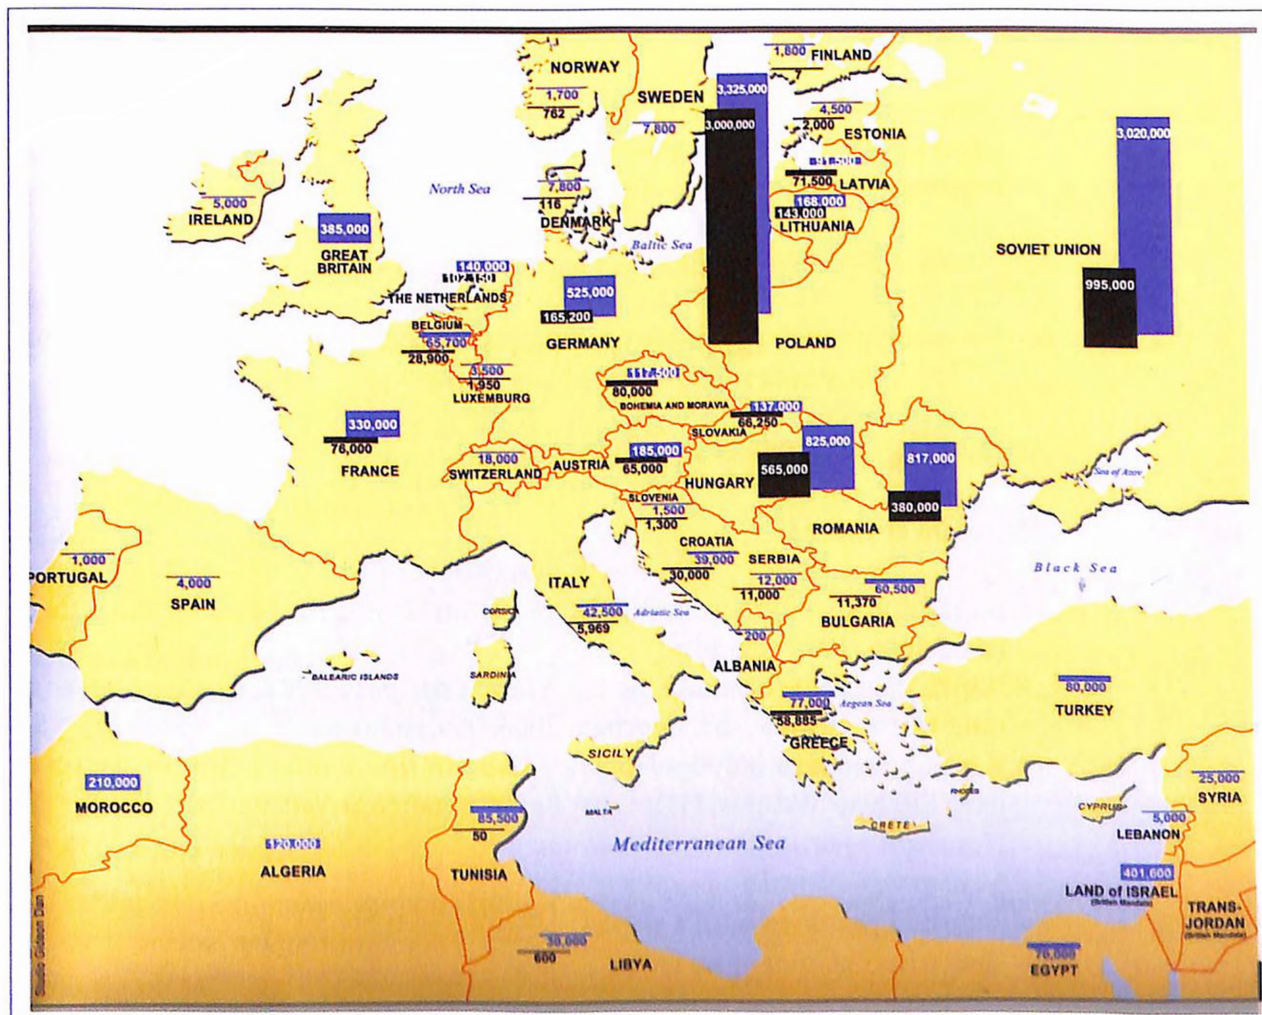 NORWAY
1,700
762
SWEDEN
7,800
1,800
FINLAND
3,325,000
3,000,000
4,500
2,000
ESTONIA
3,020,000
91,500
71,500
LATVIA
168,000
143,000
LITHUANIA
North Sea
7,800
116
DENMARK
Baltic Sea
5,000
IRELAND
385,000
GREAT
BRITAIN
SOVIET UNION
995,000
140,000
102,150
THE NETHERLANDS
525,000
165,200
GERMANY
POLAND
BELGIUM
65,700
28,900
3,500
1,950
LUXEMBURG
117,500
80,000
BOHEMIA AND MORAVIA
137,000
66,250
SLOVAKIA
330,000
76,000
FRANCE
18,000
SWITZERLAND
AUSTRIA
185,000
65,000
HUNGARY
825,000
565,000
817,000
380,000
ROMANIA
Sea of Azov
SLOVENIA
1,500
1,300
CROATIA
39,000
30,000
SERBIA
12,000
11,000
60,500
11,370
BULGARIA
Black Sea
1,000
PORTUGAL
4,000
SPAIN
ITALY
42,500
5,969
Adriatic Sea
CORSICA
SARDINIA
BALEARIC ISLANDS
200
ALBANIA
77,000
58,885
GREECE
Aegean Sea
80,000
TURKEY
SICILY
MALTA
RHODES
CRETE
CYPRUS
25,000
SYRIA
5,000
LEBANON
210,000
MOROCCO
120,000
ALGERIA
85,500
50
TUNISIA
Mediterranean Sea
401,600
LAND of ISRAEL
(British Mandate)
TRANS-
JORDAN
(British Mandate)
30,000
600
LIBYA
70,000
EGYPT
Studio Gideon Dan